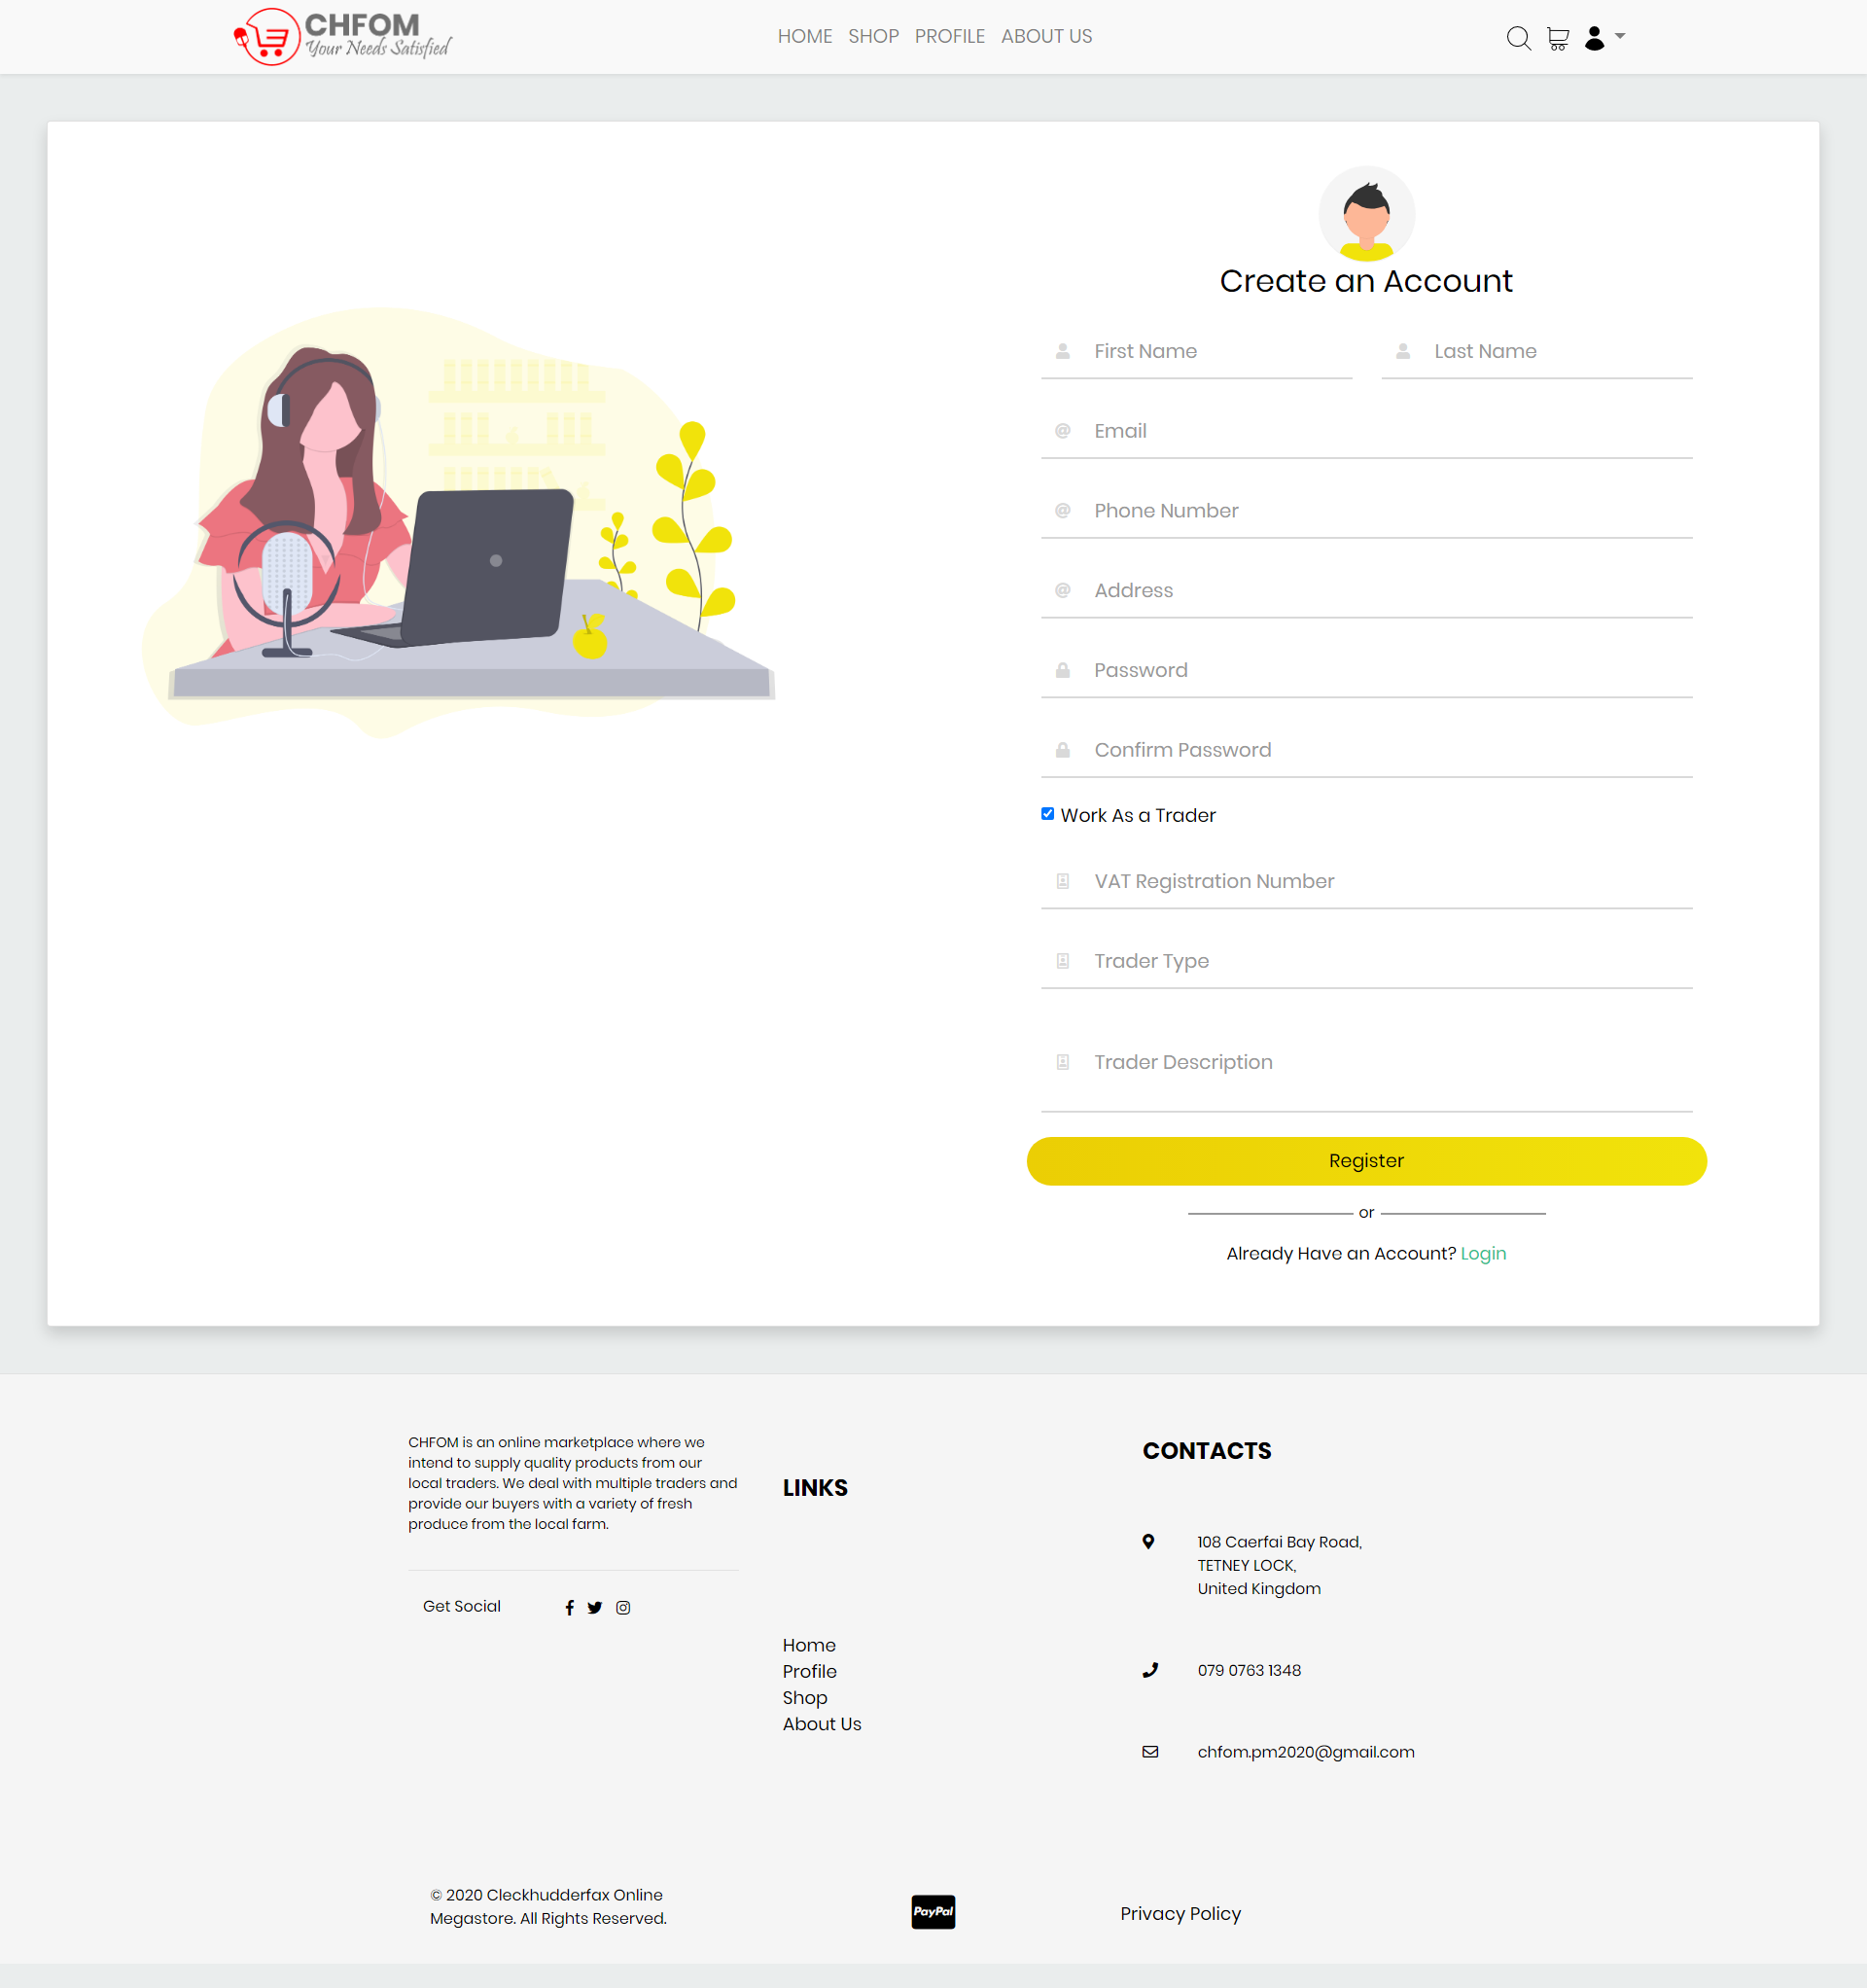 CHFOM
Your Needs Satisfied
HOME SHOP PROFILE ABOUT US
Create an Account
First Name
Last Name
Email
Phone Number
Address
Password
Confirm Password
Work As a Trader
VAT Registration Number
Trader Type
Trader Description
Register
or
Already Have an Account? Login
CHFOM is an online marketplace where we
intend to supply quality products from our
local traders. We deal with multiple traders and
provide our buyers with a variety of fresh
produce from the local farm.
Get Social
LINKS
Home
Profile
Shop
About Us
CONTACTS
108 Caerfai Bay Road,
TETNEY LOCK,
United Kingdom
079 0763 1348
chfom.pm2020@gmail.com
© 2020 Cleckhudderfax Online
Megastore. All Rights Reserved.
PayPal
Privacy Policy